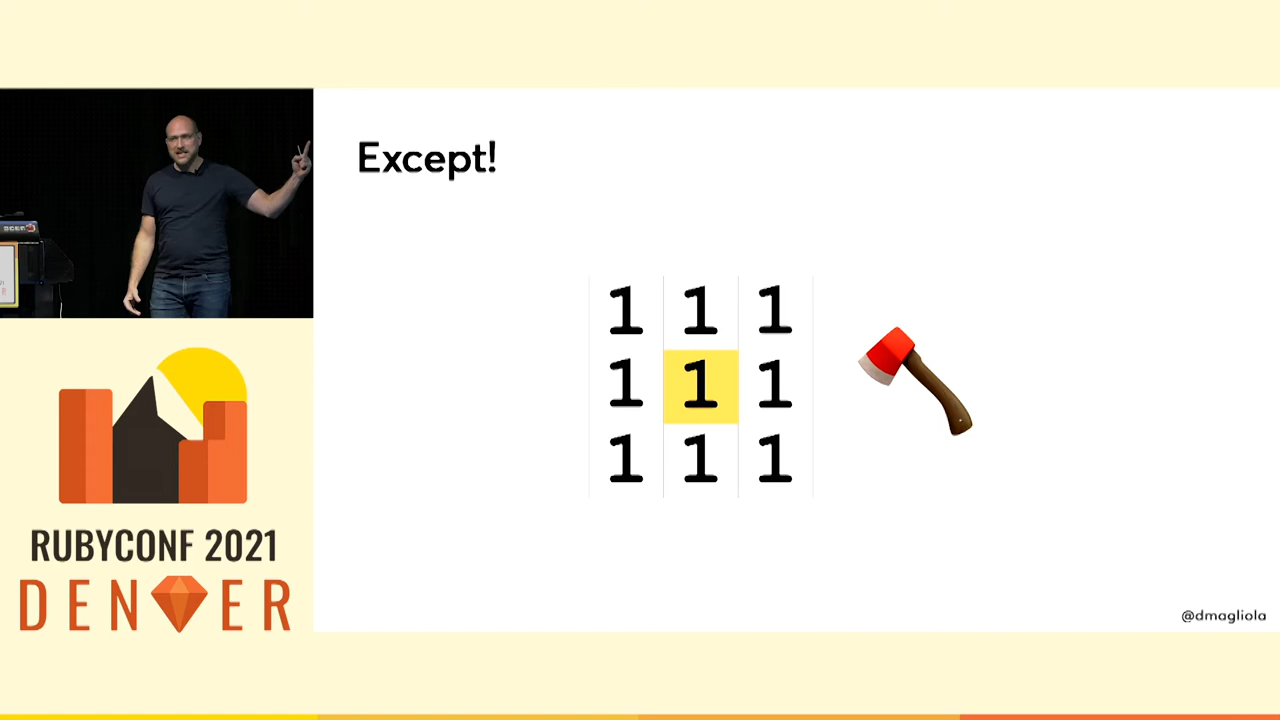 Except!
1 1 1
1 1 1
1 1 1
RUBYCONF 2021
DENVER
@dmagliola